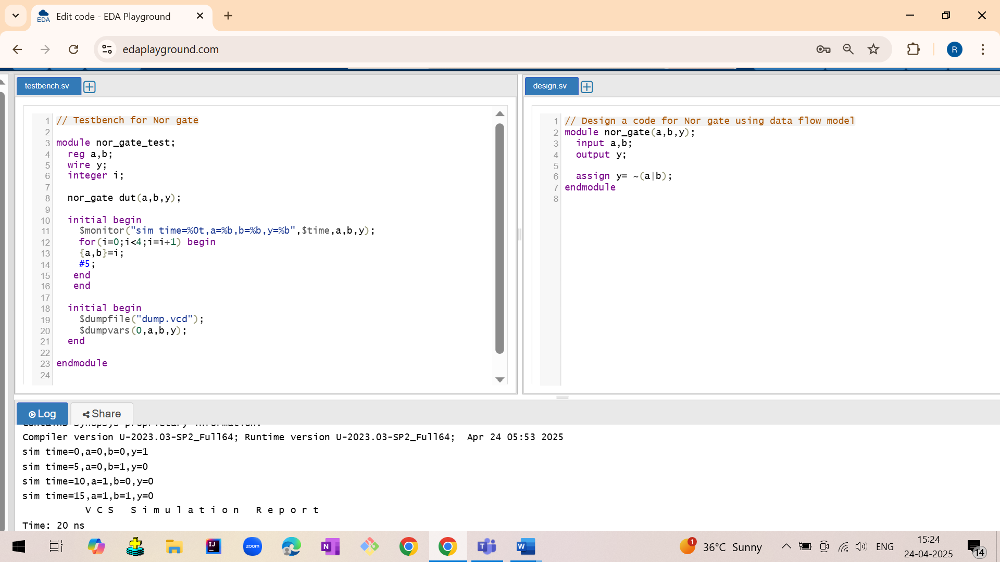 EDA
Edit code - EDA Playground
edaplayground.com
R
testbench.sv
1 // Testbench for Nor gate
2
3 module nor_gate_test;
4 reg a,b;
5 wire y;
6 integer i;
7
8 nor_gate dut(a,b,y);
9
10 initial begin
11 $monitor("sim time=%0t,a=%b,b=%b,y=%b",$time,a,b,y);
12 for(i=0;i<4;i=i+1) begin
13 {a,b}=i;
14 #5;
15 end
16 end
17
18 initial begin
19 $dumpfile("dump.vcd");
20 $dumpvars(0,a,b,y);
21 end
22
23 endmodule
24
design.sv
1 // Design a code for Nor gate using data flow model
2 module nor_gate(a,b,y);
3 input a,b;
4 output y;
5
6 assign y= ~(a|b);
7 endmodule
8
Log
Share
Contains Synopsys proprietary information.
Compiler version U-2023.03-SP2_Full64; Runtime version U-2023.03-SP2_Full64;  Apr 24 05:53 2025
sim time=0,a=0,b=0,y=1
sim time=5,a=0,b=1,y=0
sim time=10,a=1,b=0,y=0
sim time=15,a=1,b=1,y=0
V C S   S i m u l a t i o n   R e p o r t
Time: 20 ns
IJ
zoom
N
T
W
1
36°C Sunny
ENG
15:24
24-04-2025
14